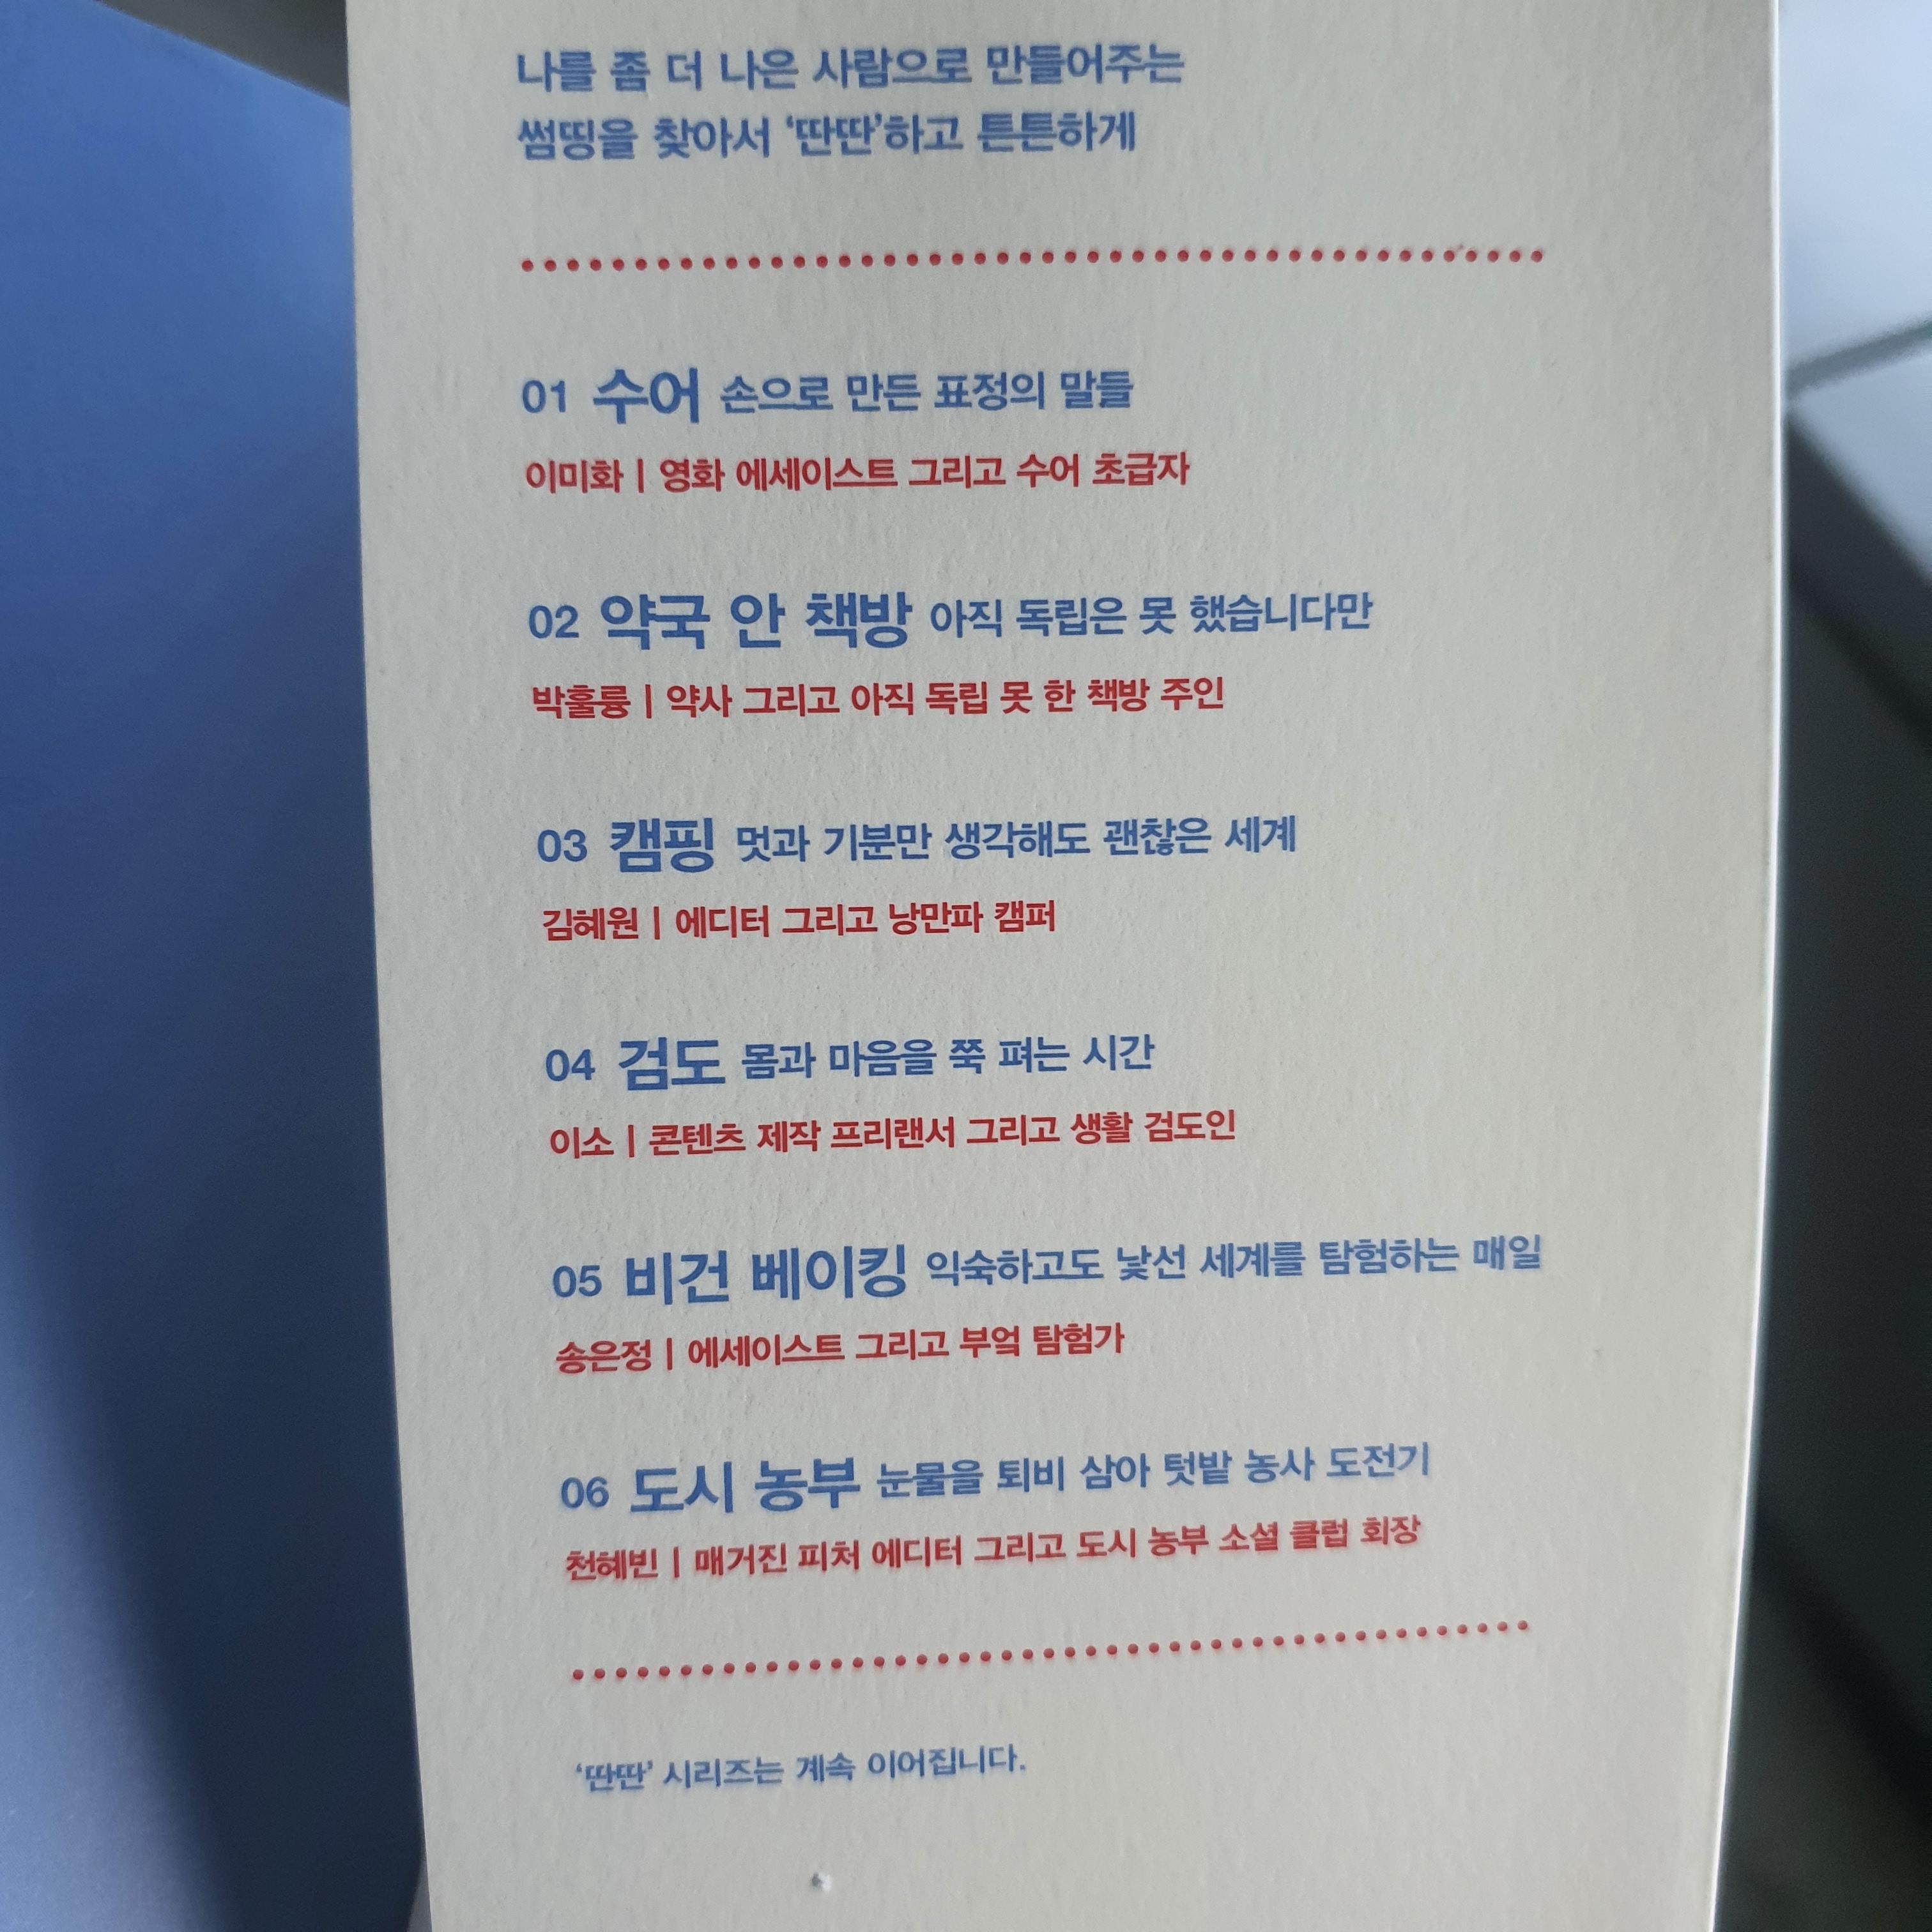 나를 좀 더 나은 사람으로 만들어주는
썸띵을 찾아서 ‘딴딴’하고 튼튼하게
01 수어 손으로 만든 표정의 말들
이미화 | 영화 에세이스트 그리고 수어 초급자
02 약국 안 책방 아직 독립은 못 했습니다만
박훌륭 | 약사 그리고 아직 독립 못 한 책방 주인
03 캠핑 멋과 기분만 생각해도 괜찮은 세계
김혜원 | 에디터 그리고 낭만파 캠퍼
04 검도 몸과 마음을 쭉 펴는 시간
이소 | 콘텐츠 제작 프리랜서 그리고 생활 검도인
05 비건 베이킹 익숙하고도 낯선 세계를 탐험하는 매일
송은정 | 에세이스트 그리고 부엌 탐험가
06 도시 농부 눈물을 퇴비 삼아 텃밭 농사 도전기
천혜빈 | 매거진 피처 에디터 그리고 도시 농부 소셜 클럽 회장
‘딴딴’ 시리즈는 계속 이어집니다.